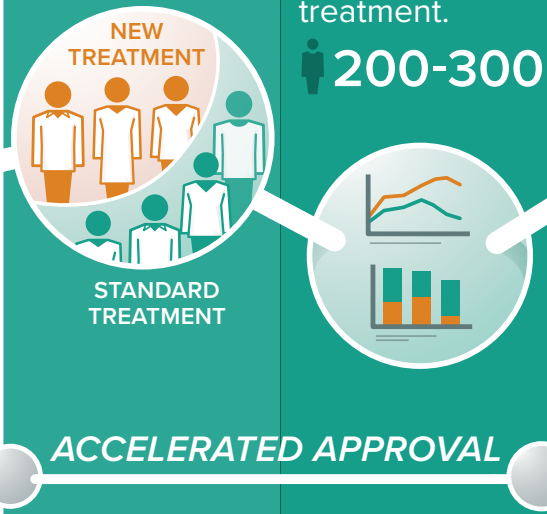 NEW
TREATMENT
STANDARD
TREATMENT
treatment.
200-300
ACCELERATED APPROVAL